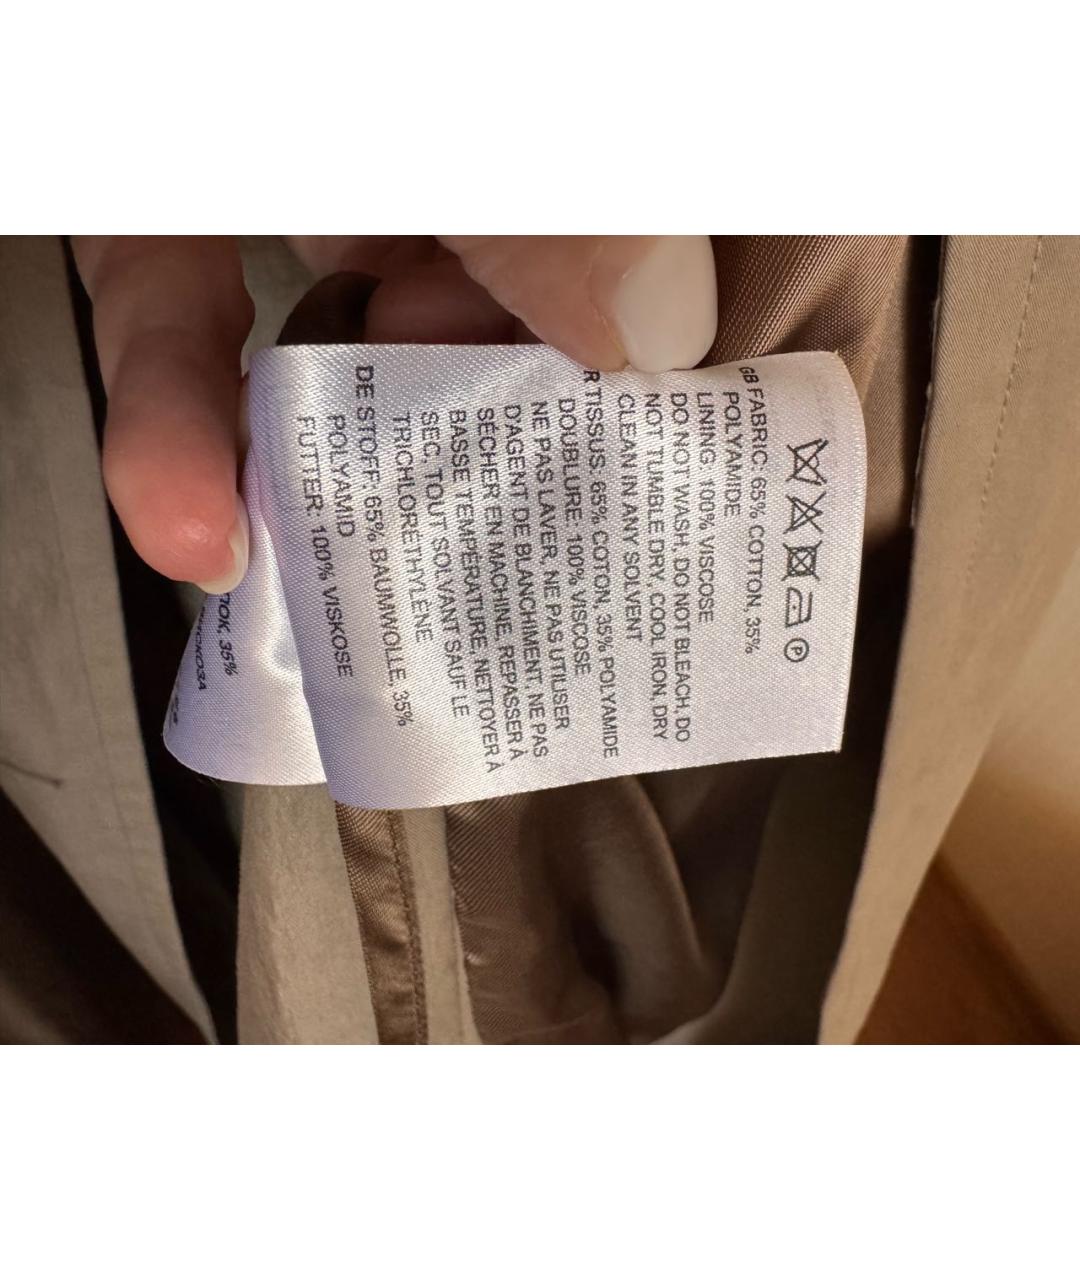 P
GB FABRIC: 65% COTTON, 35%
POLYAMIDE
LINING: 100% VISCOSE
DO NOT WASH, DO NOT BLEACH, DO
NOT TUMBLE DRY, COOL IRON, DRY
CLEAN IN ANY SOLVENT
R TISSUS: 65% COTON, 35% POLYAMIDE
DOUBLURE: 100% VISCOSE
NE PAS LAVER, NE PAS UTILISER
D'AGENT DE BLANCHIMENT, NE PAS
SÉCHER EN MACHINE, REPASSER À
BASSE TEMPÉRATURE, NETTOYER À
SEC, TOUT SOLVANT SAUF LE
TRICHLORÉTHYLÈNE
DE STOFF: 65% BAUMWOLLE, 35%
POLYAMID
FUTTER: 100% VISKOSE
35%